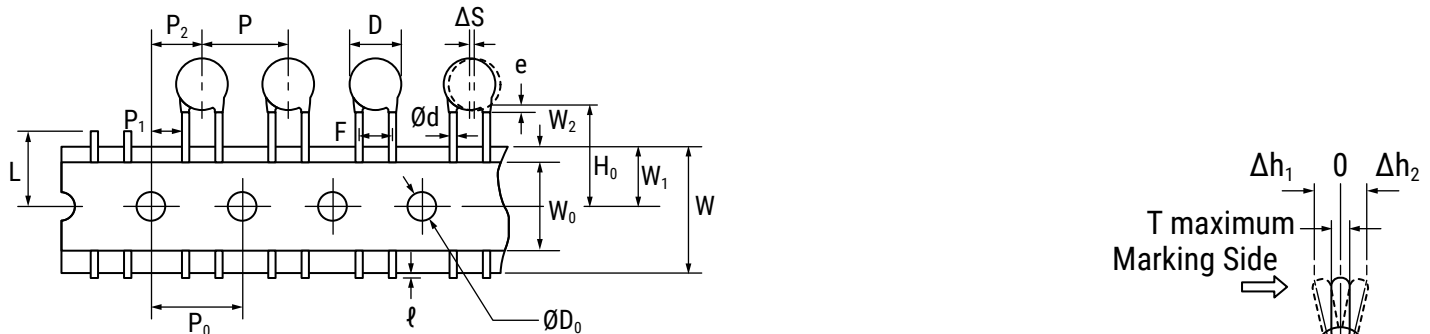 P₂ P D ΔS
e
P₁ F Ød W₂
L H₀ W₁
W₀ W
P₀ ℓ ØD₀
Δh₁ 0 Δh₂
T maximum
Marking Side